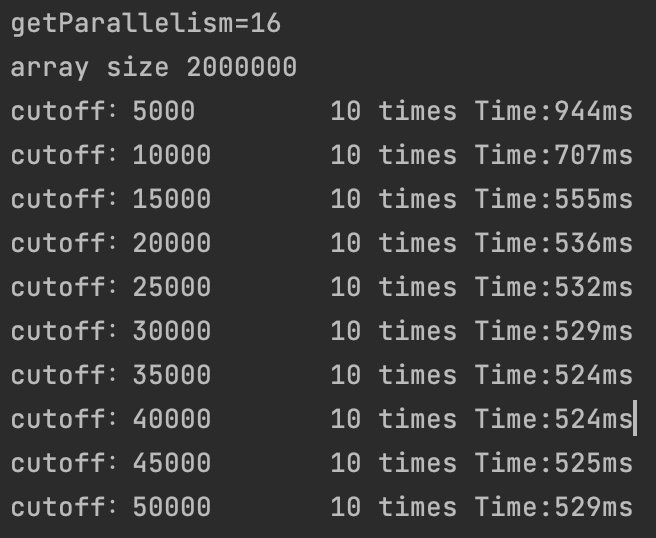 getParallelism=16
array size 2000000
cutoff: 5000 10 times Time:944ms
cutoff: 10000 10 times Time:707ms
cutoff: 15000 10 times Time:555ms
cutoff: 20000 10 times Time:536ms
cutoff: 25000 10 times Time:532ms
cutoff: 30000 10 times Time:529ms
cutoff: 35000 10 times Time:524ms
cutoff: 40000 10 times Time:524ms
cutoff: 45000 10 times Time:525ms
cutoff: 50000 10 times Time:529ms